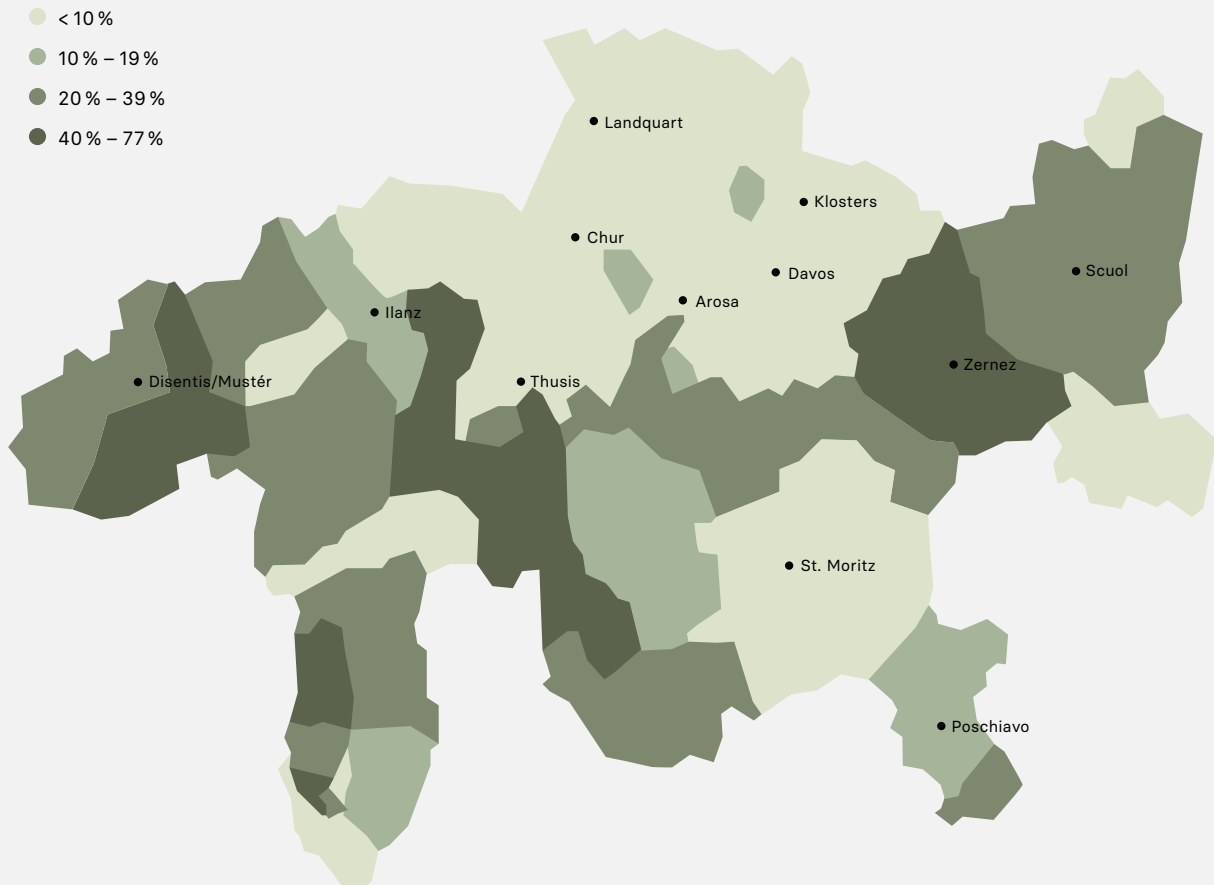 < 10 %
10 % – 19 %
20 % – 39 %
40 % – 77 %
Landquart
Klosters
Chur
Davos
Scuol
Arosa
Ilanz
Zernez
Disentis/Mustér
Thusis
St. Moritz
Poschiavo